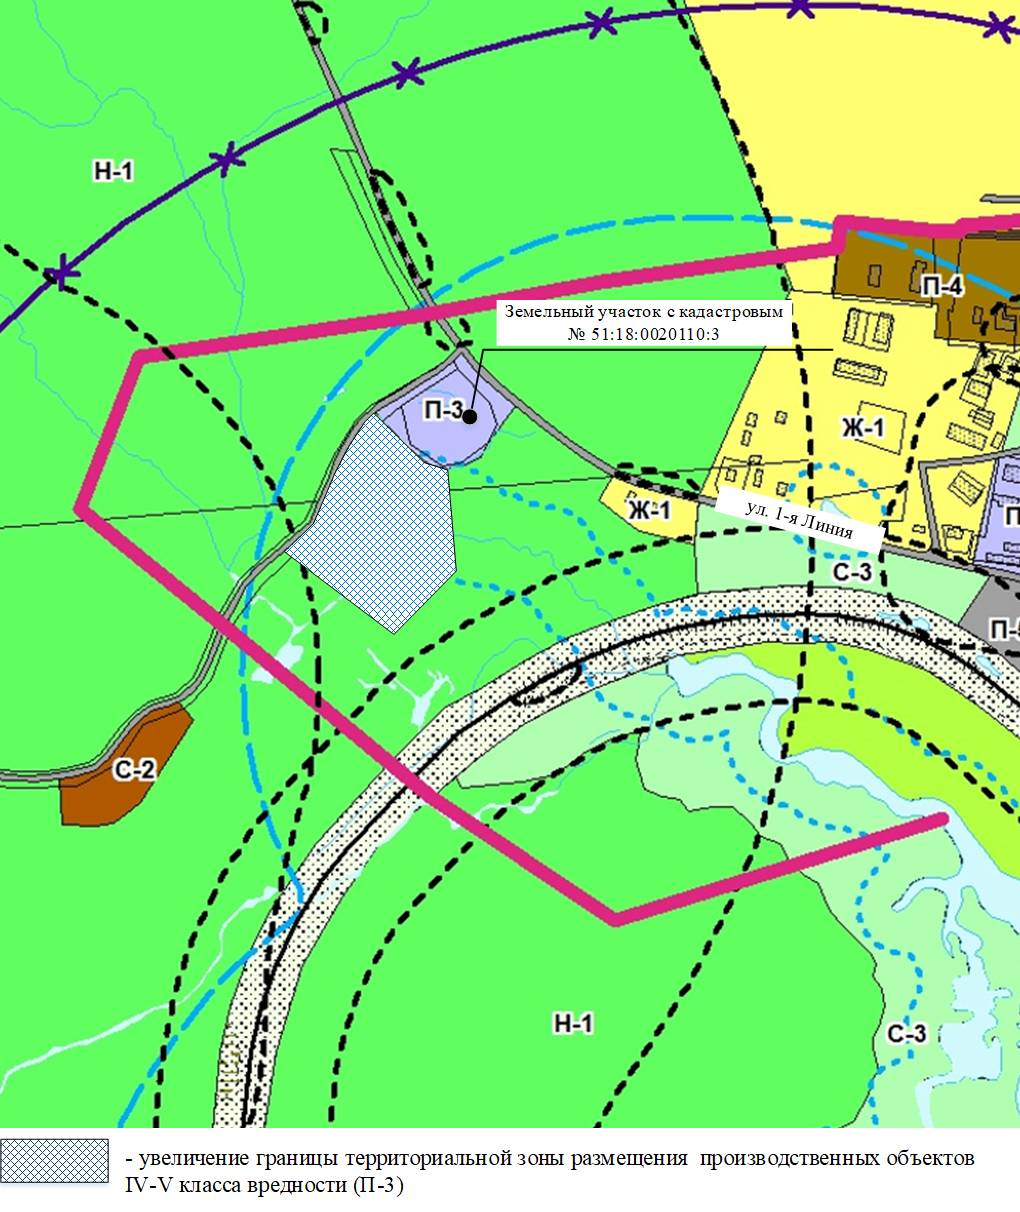 Н-1
П-4
Земельный участок с кадастровым
№ 51:18:0020110:3
П-3
Ж-1
Ж-1
ул. 1-я Линия
П
С-3
П-
С-2
Н-1
С-3
- увеличение границы территориальной зоны размещения производственных объектов
IV-V класса вредности (П-3)